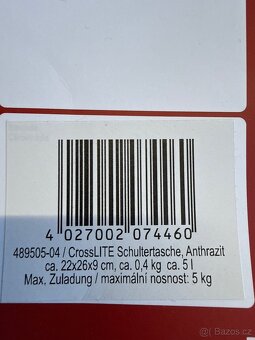 4 027002 074460
489505-04 / CrossLITE Schultertasche, Anthrazit
ca. 22x26x9 cm, ca. 0,4 kg ca. 5 l
Max. Zuladung / maximální nosnost: 5 kg
Bazos.cz